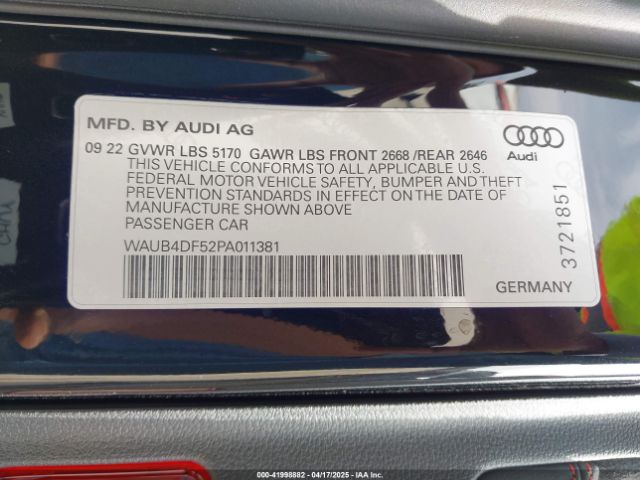 MFD. BY AUDI AG
09 22 GVWR LBS 5170 GAWR LBS FRONT 2668 /REAR 2646
THIS VEHICLE CONFORMS TO ALL APPLICABLE U.S.
FEDERAL MOTOR VEHICLE SAFETY, BUMPER AND THEFT
PREVENTION STANDARDS IN EFFECT ON THE DATE OF
MANUFACTURE SHOWN ABOVE
PASSENGER CAR
WAUB4DF52PA011381
Audi
3721851
GERMANY
000-41998882 - 04/17/2025 - IAA, Inc.